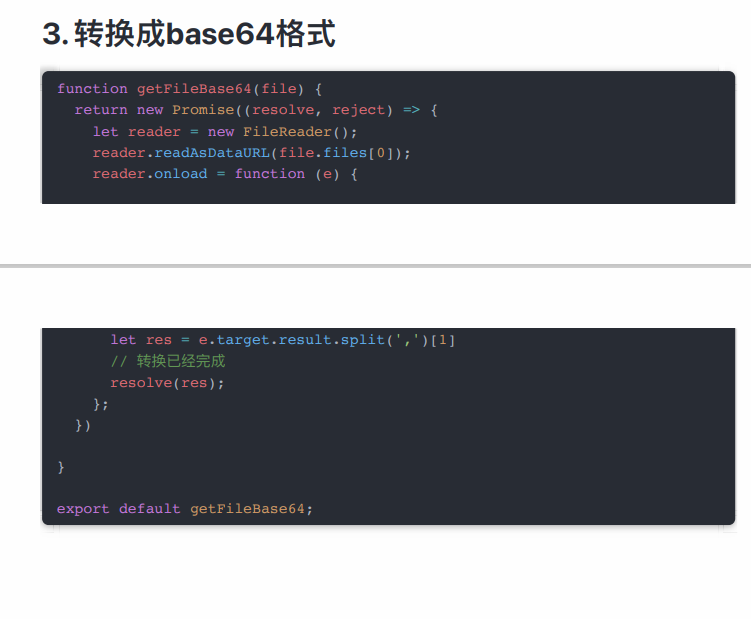 3. 转换成base64格式
function getFileBase64(file) {
  return new Promise((resolve, reject) => {
    let reader = new FileReader();
    reader.readAsDataURL(file.files[0]);
    reader.onload = function (e) {
      let res = e.target.result.split(',')[1]
      // 转换已经完成
      resolve(res);
    };
  })
}
export default getFileBase64;